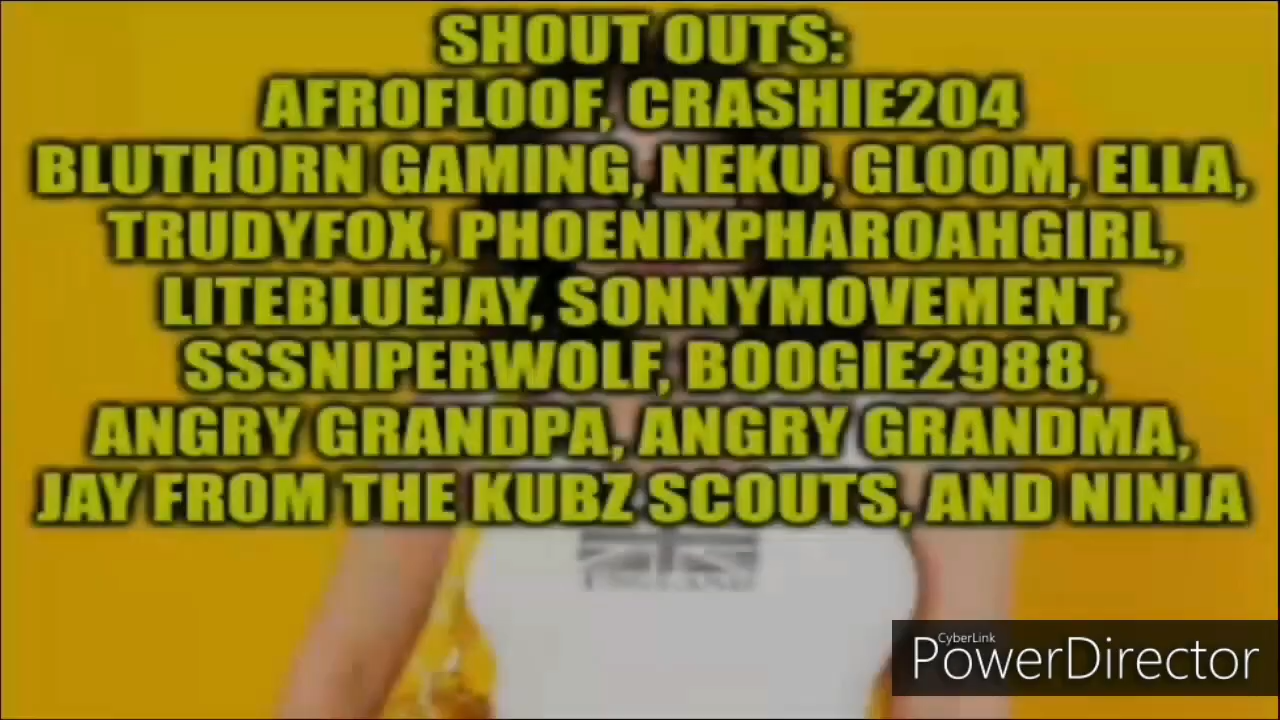 SHOUT OUTS:
AFROFLOOF, CRASHIE204
BLUTHORN GAMING, NEKU, GLOOM, ELLA,
TRUDYFOX, PHOENIXPHAROAHGIRL,
LITEBLUEJAY, SONNYMOVEMENT,
SSSNIPERWOLF, BOOGIE2988,
ANGRY GRANDPA, ANGRY GRANDMA,
JAY FROM THE KUBZ SCOUTS, AND NINJA
ENGLAND
CyberLink
PowerDirector